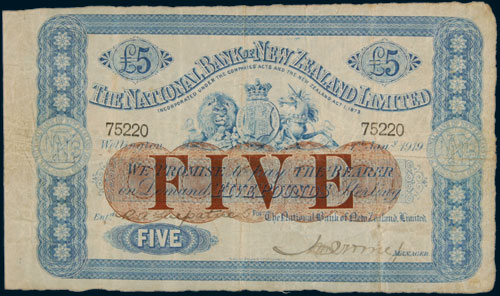 £5 £5
THE NATIONAL BANK OF NEW ZEALAND LIMITED
INCORPORATED UNDER THE COMPANIES' ACTS AND THE NEW ZEALAND ACT
75220 75220
Wellington 1919
FIVE
WE PROMISE to Pay THE BEARER
on Demand FIVE POUNDS Sterling
Ent.d For The National Bank of New Zealand, Limited.
FIVE
MANAGER